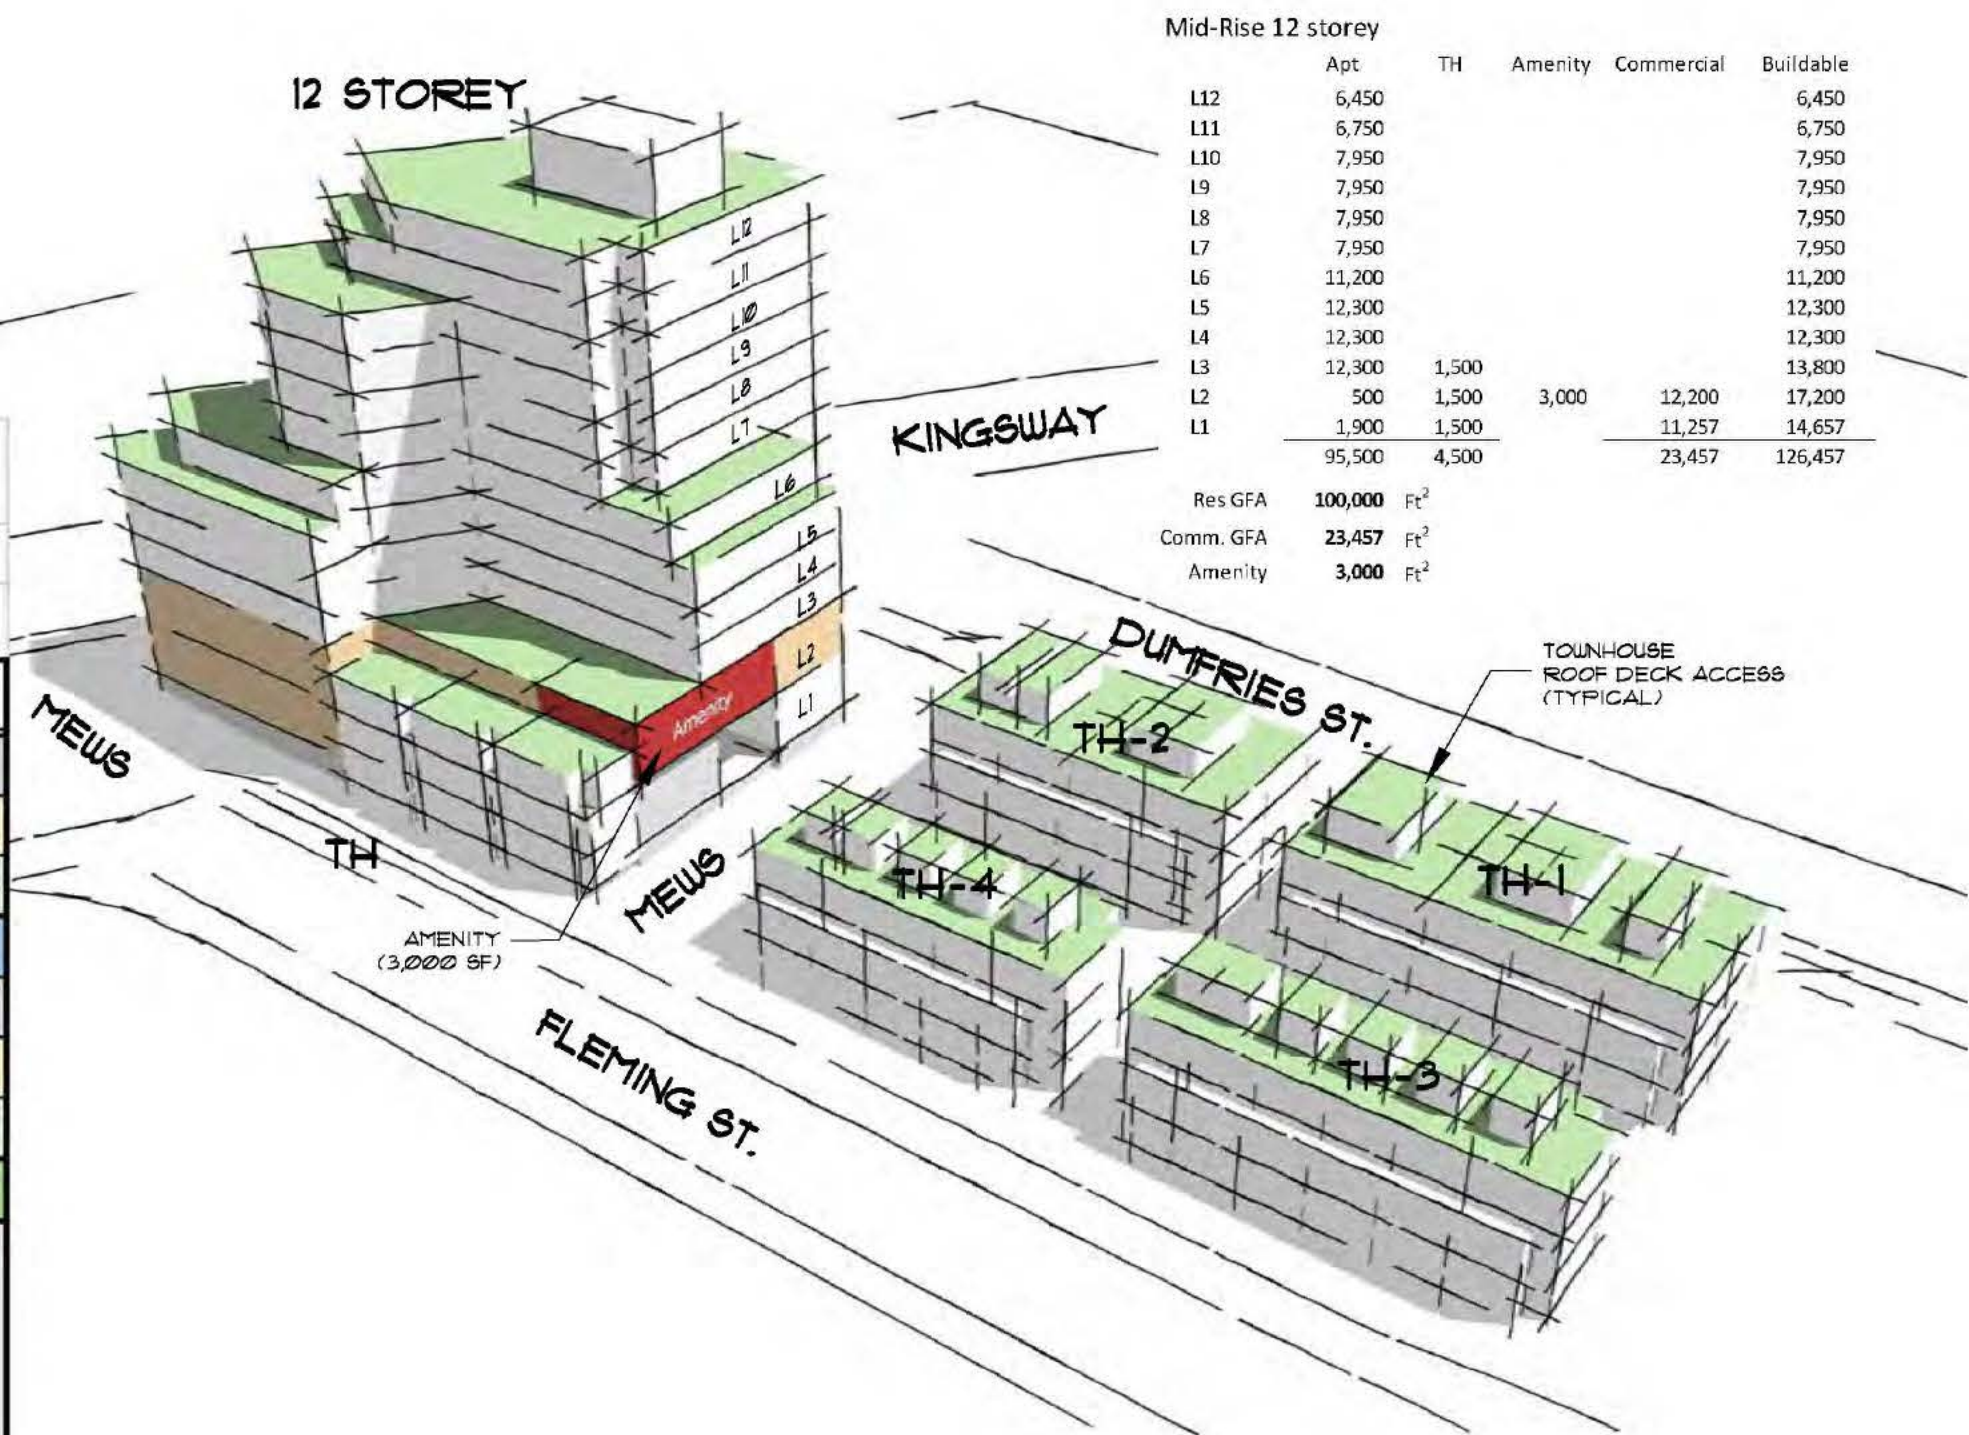 Mid-Rise 12 storey
Apt TH Amenity Commercial Buildable
L12 6,450 6,450
L11 6,750 6,750
L10 7,950 7,950
L9 7,950 7,950
L8 7,950 7,950
L7 7,950 7,950
L6 11,200 11,200
L5 12,300 12,300
L4 12,300 12,300
L3 12,300 1,500 13,800
L2 500 1,500 3,000 12,200 17,200
L1 1,900 1,500 11,257 14,657
95,500 4,500 23,457 126,457
Res GFA 100,000 Ft²
Comm. GFA 23,457 Ft²
Amenity 3,000 Ft²
12 STOREY
L12
L11
L10
L9
L8
L7
L6
L5
L4
L3
L2
L1
Amenity
KINGSWAY
DUMFRIES ST.
TOWNHOUSE
ROOF DECK ACCESS
(TYPICAL)
MEWS
TH
MEWS
AMENITY
(3,000 SF)
TH-2
TH-1
TH-4
TH-3
FLEMING ST.